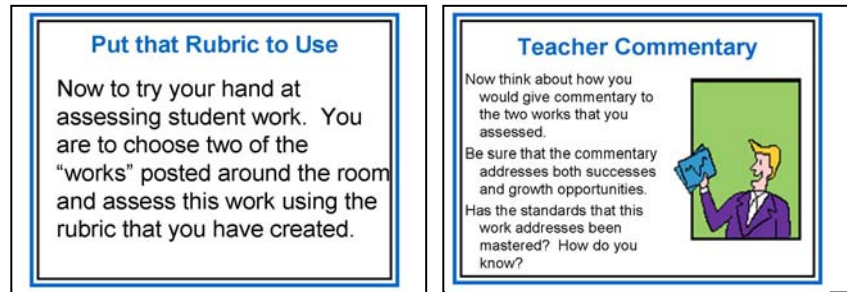 Put that Rubric to Use
Now to try your hand at
assessing student work.  You
are to choose two of the
“works” posted around the room
and assess this work using the
rubric that you have created.
Teacher Commentary
Now think about how you
would give commentary to
the two works that you
assessed.
Be sure that the commentary
addresses both successes
and growth opportunities.
Has the standards that this
work addresses been
mastered?  How do you
know?